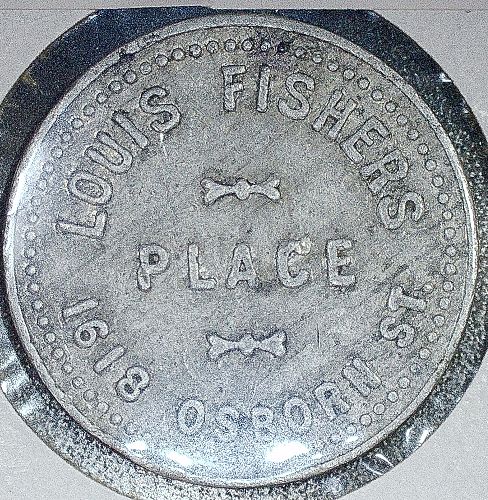 LOUIS FISHERS
PLACE
1618 OSBORN ST.